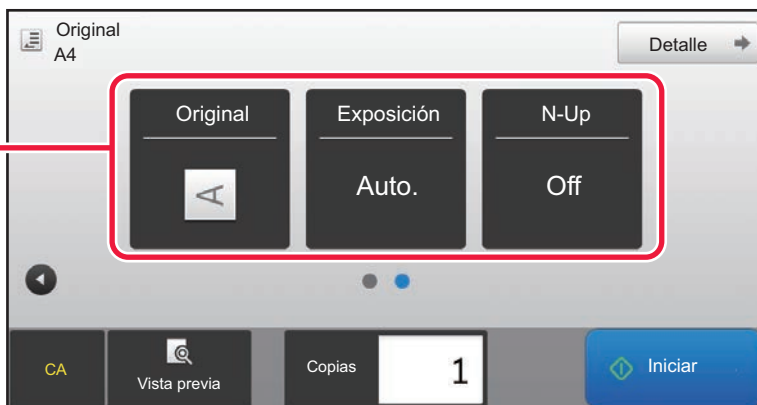 Original
A4
Detalle
Original
Exposición
N-Up
A
Auto.
Off
CA
Vista previa
Copias
1
Iniciar